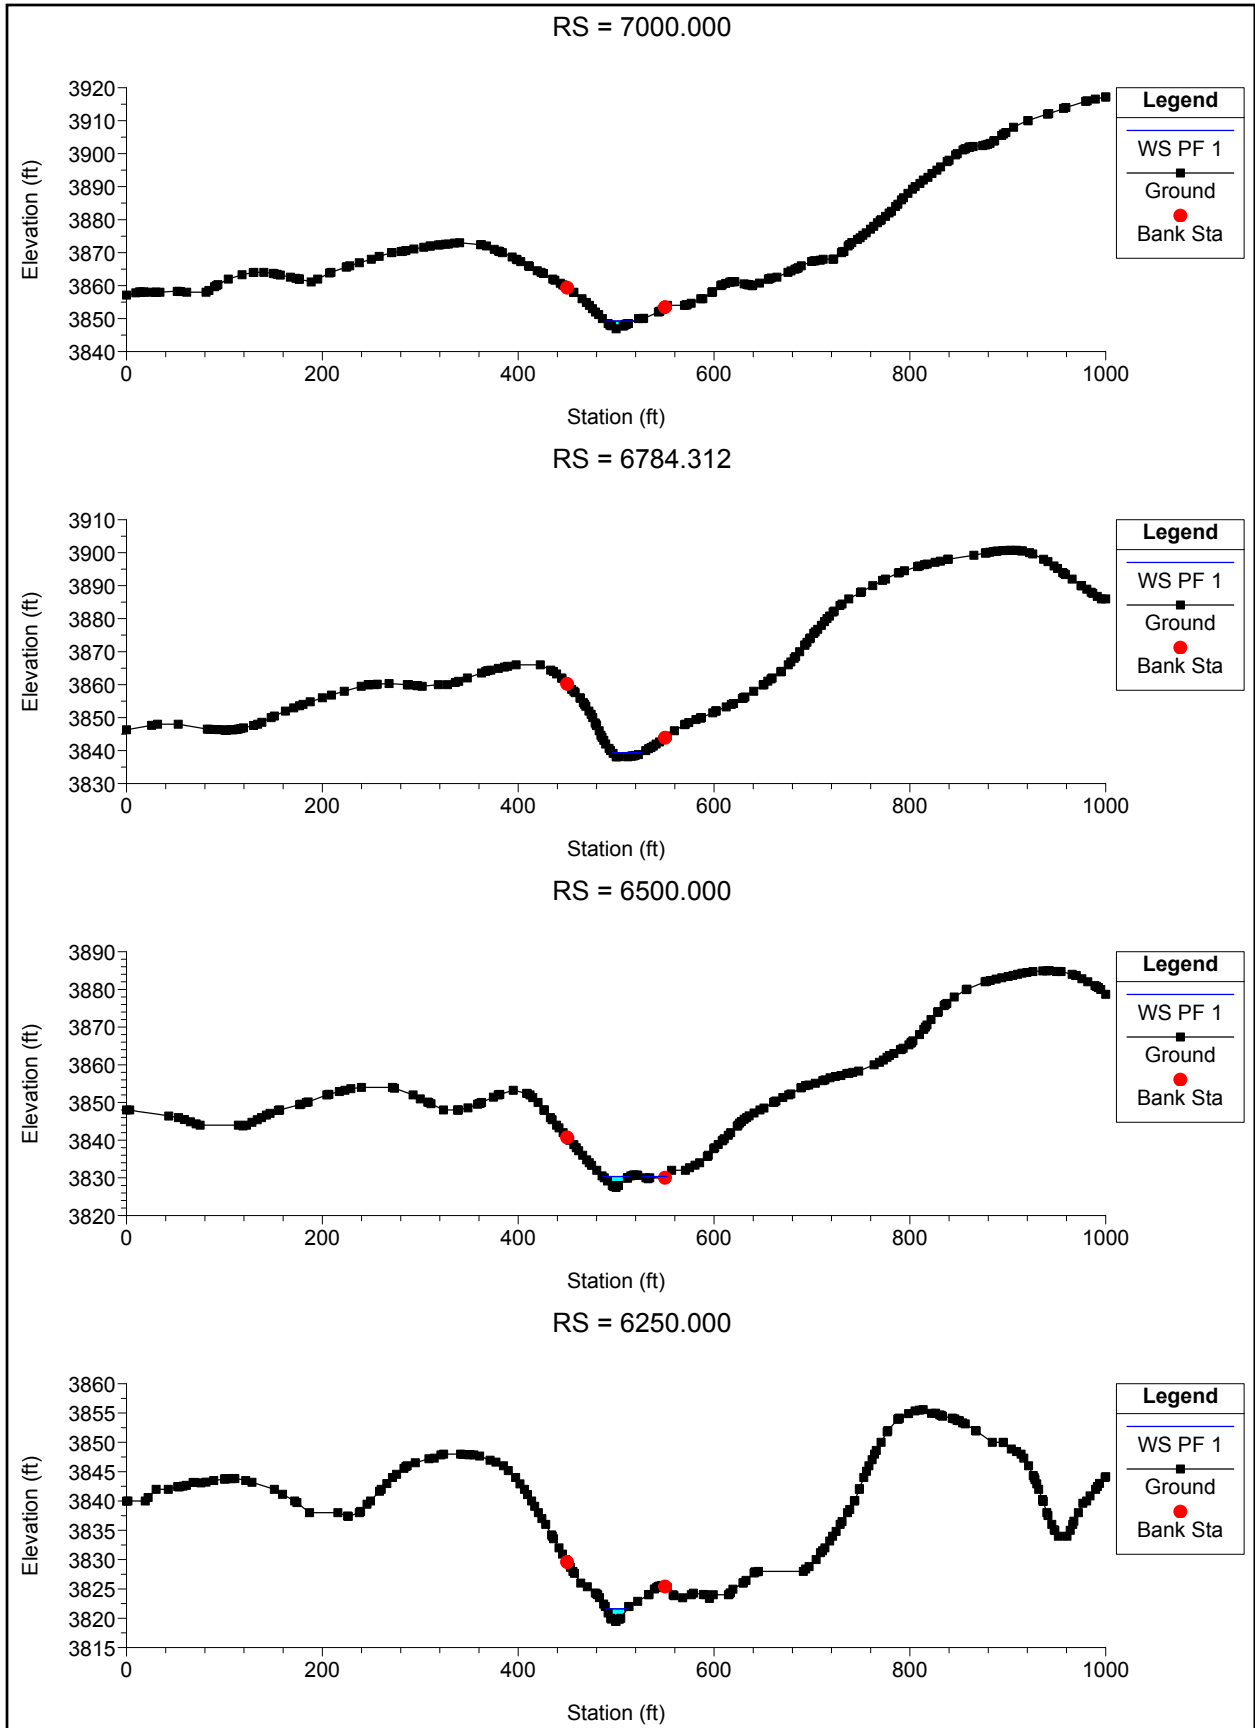 RS = 7000.000
3920
3910
3900
3890
3880
3870
3860
3850
3840
Elevation (ft)
0 200 400 600 800 1000
Station (ft)
Legend
WS PF 1
Ground
Bank Sta
RS = 6784.312
3910
3900
3890
3880
3870
3860
3850
3840
3830
Elevation (ft)
0 200 400 600 800 1000
Station (ft)
Legend
WS PF 1
Ground
Bank Sta
RS = 6500.000
3890
3880
3870
3860
3850
3840
3830
3820
Elevation (ft)
0 200 400 600 800 1000
Station (ft)
Legend
WS PF 1
Ground
Bank Sta
RS = 6250.000
3860
3855
3850
3845
3840
3835
3830
3825
3820
3815
Elevation (ft)
0 200 400 600 800 1000
Station (ft)
Legend
WS PF 1
Ground
Bank Sta